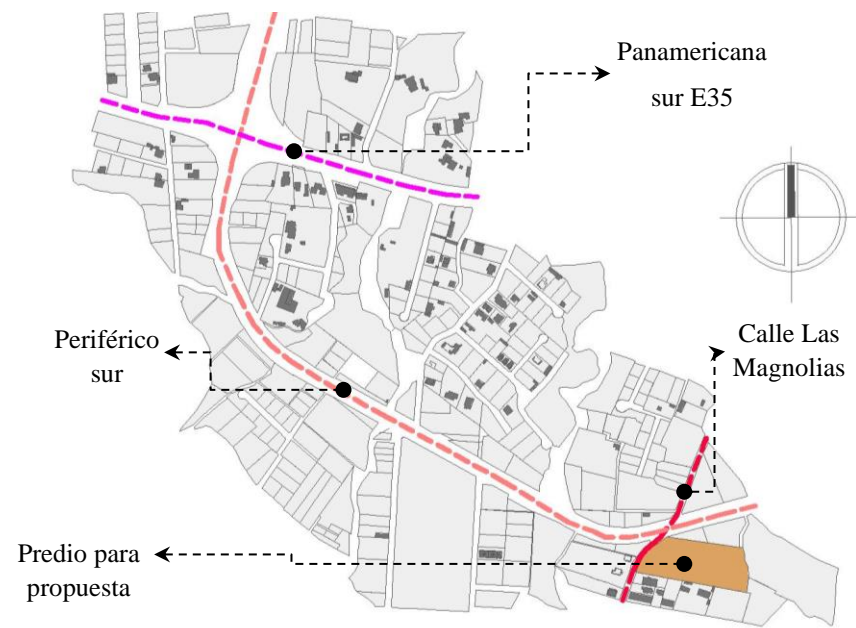 Panamericana
sur E35
Periférico
sur
Calle Las
Magnolias
Predio para
propuesta